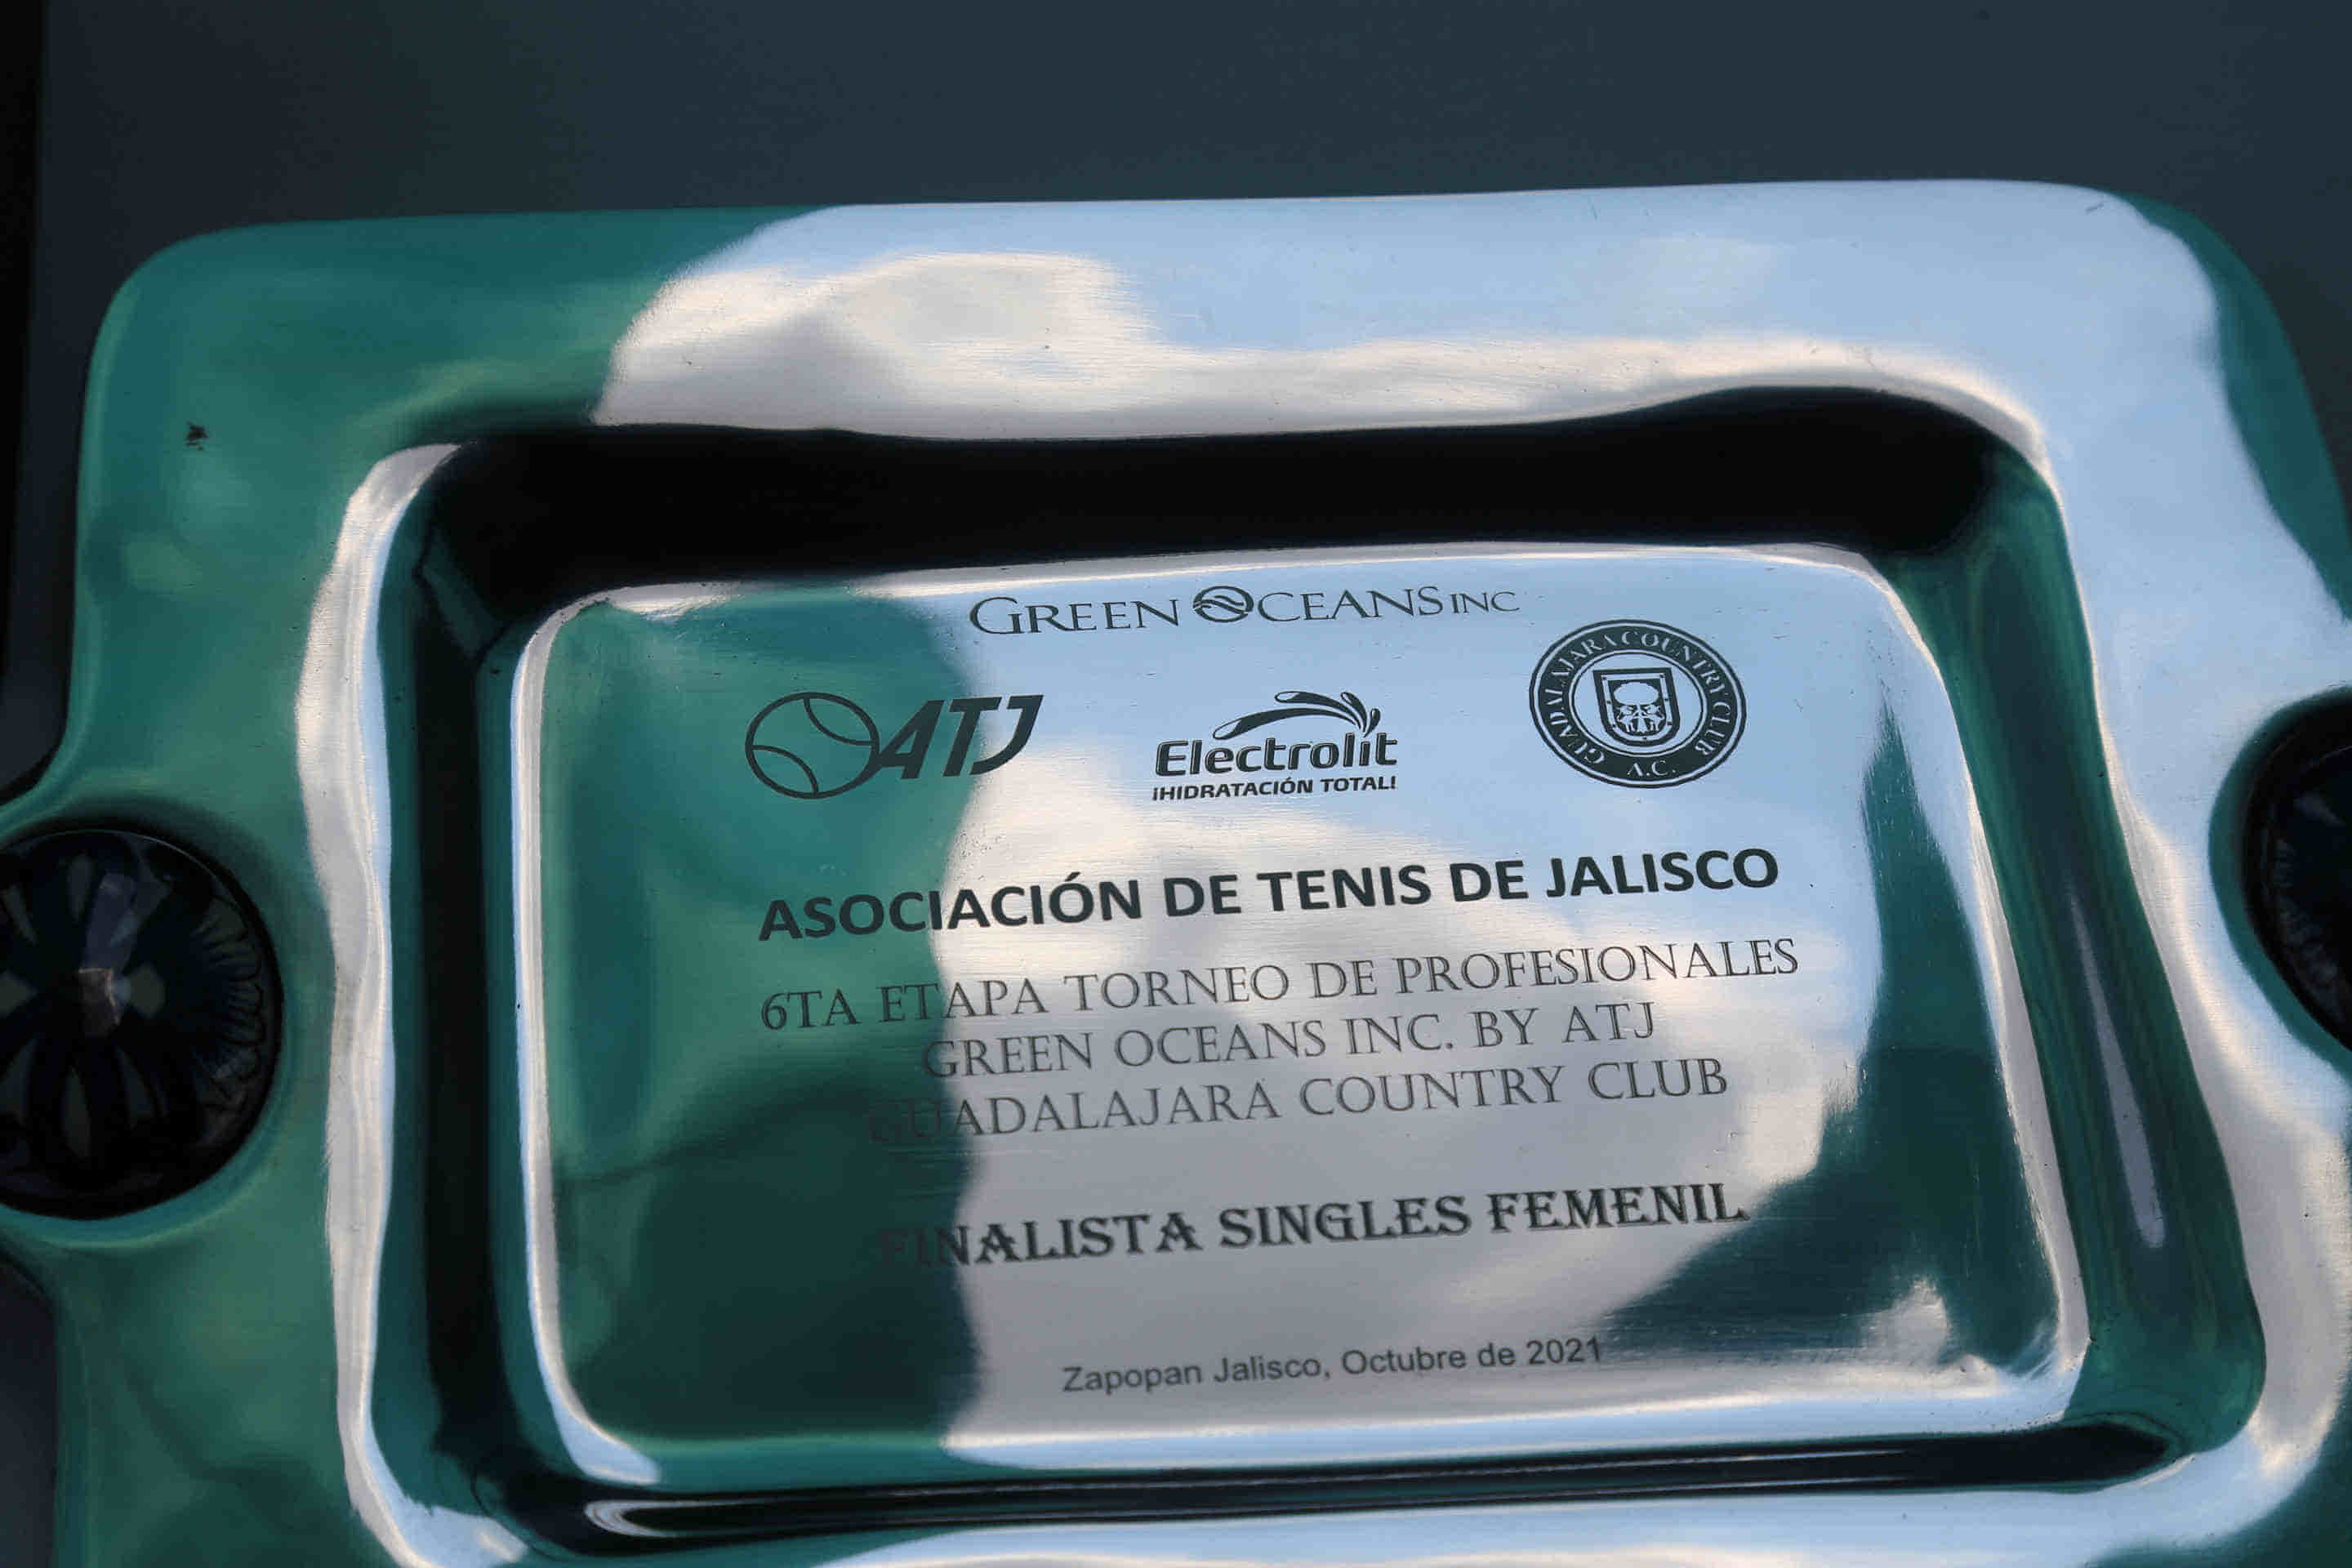 GREEN OCEANS INC
ATJ
Electrolit
¡HIDRATACIÓN TOTAL!
GUADALAJARA COUNTRY CLUB
A.C.
ASOCIACIÓN DE TENIS DE JALISCO
6TA ETAPA TORNEO DE PROFESIONALES
GREEN OCEANS INC. BY ATJ
GUADALAJARA COUNTRY CLUB
FINALISTA SINGLES FEMENIL
Zapopan Jalisco, Octubre de 2021